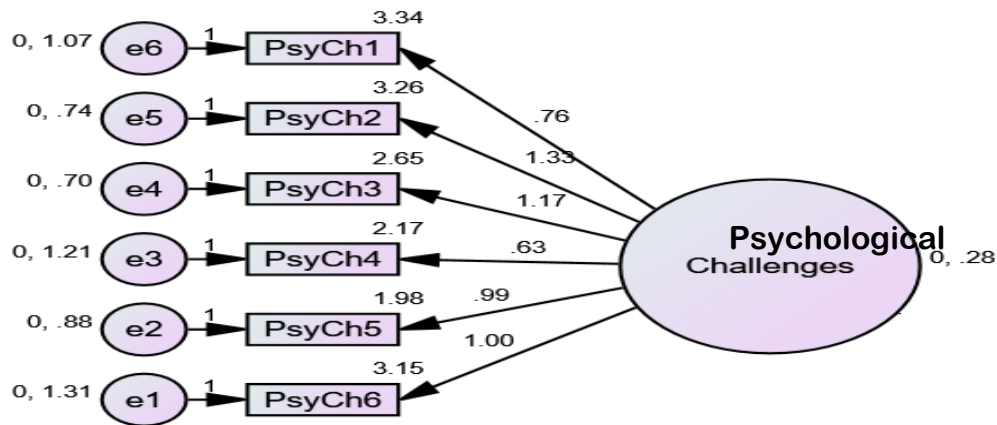 3.34
0, 1.07 e6 1 PsyCh1
.76
3.26
0, .74 e5 1 PsyCh2
1.33
2.65
0, .70 e4 1 PsyCh3
1.17
2.17
0, 1.21 e3 1 PsyCh4
.63
Psychological
Challenges
0, .28
1.98
0, .88 e2 1 PsyCh5
.99
3.15
0, 1.31 e1 1 PsyCh6
1.00